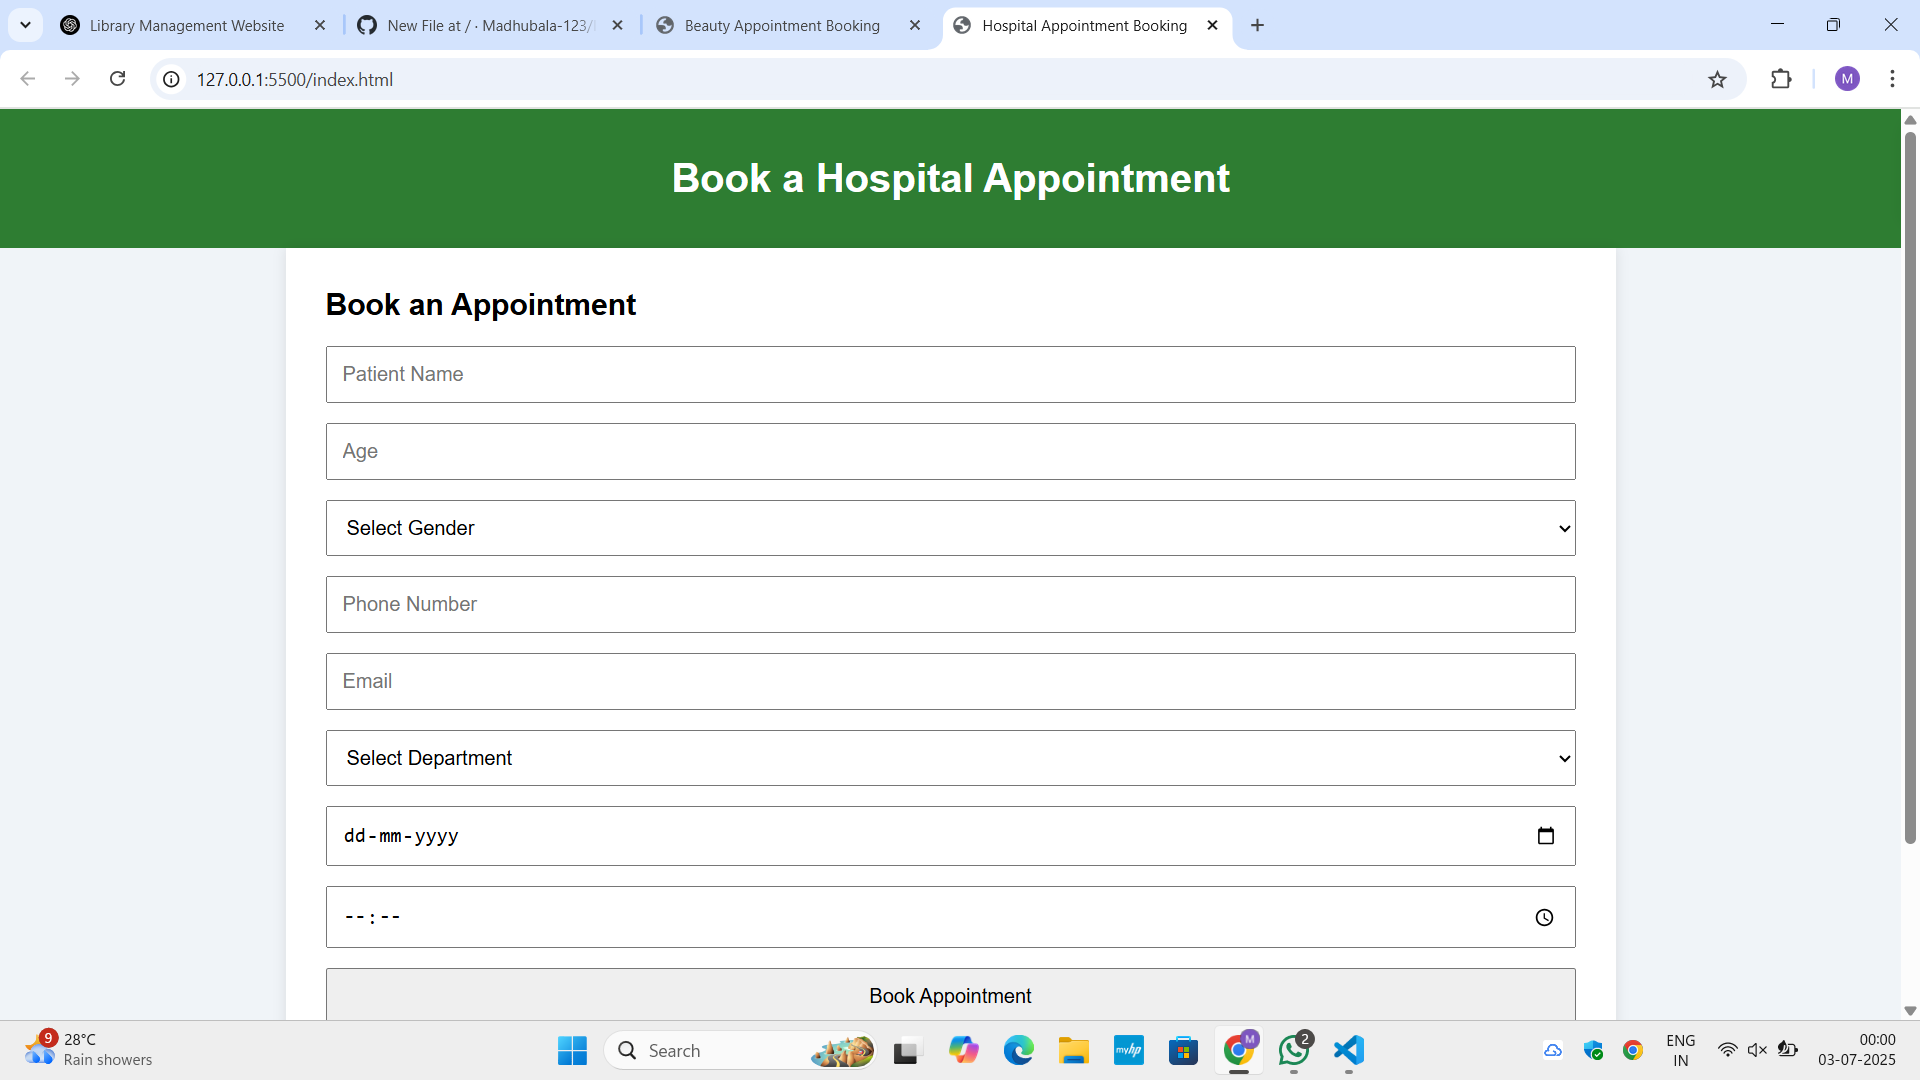 Library Management Website
New File at / · Madhubala-123/
Beauty Appointment Booking
Hospital Appointment Booking
127.0.0.1:5500/index.html
M
Book a Hospital Appointment
Book an Appointment
Patient Name
Age
Select Gender
Phone Number
Email
Select Department
dd-mm-yyyy
--:--
Book Appointment
9
28°C
Rain showers
Search
myhp
M
2
ENG
IN
00:00
03-07-2025